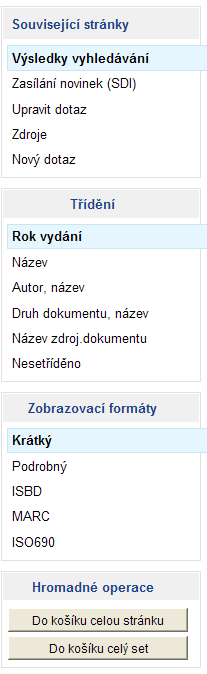 Související stránky
Výsledky vyhledávání
Zasílání novinek (SDI)
Upravit dotaz
Zdroje
Nový dotaz
Třídění
Rok vydání
Název
Autor, název
Druh dokumentu, název
Název zdroj.dokumentu
Nesetříděno
Zobrazovací formáty
Krátký
Podrobný
ISBD
MARC
ISO690
Hromadné operace
Do košíku celou stránku
Do košíku celý set